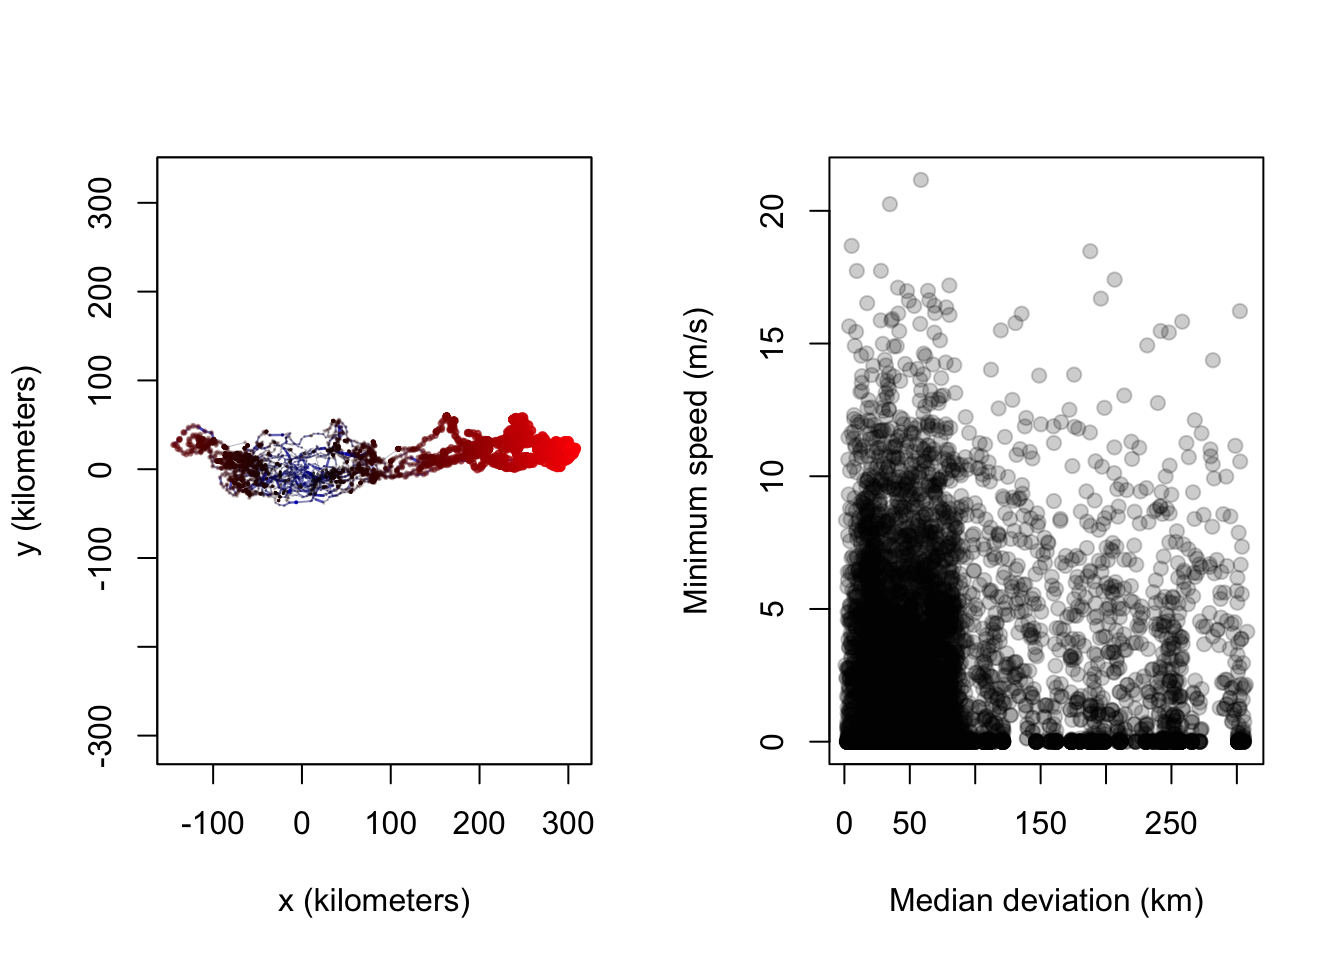 y (kilometers)
300
200
100
0
-100
-300
-100 0 100 200 300
x (kilometers)
Minimum speed (m/s)
20
15
10
5
0
0 50 150 250
Median deviation (km)